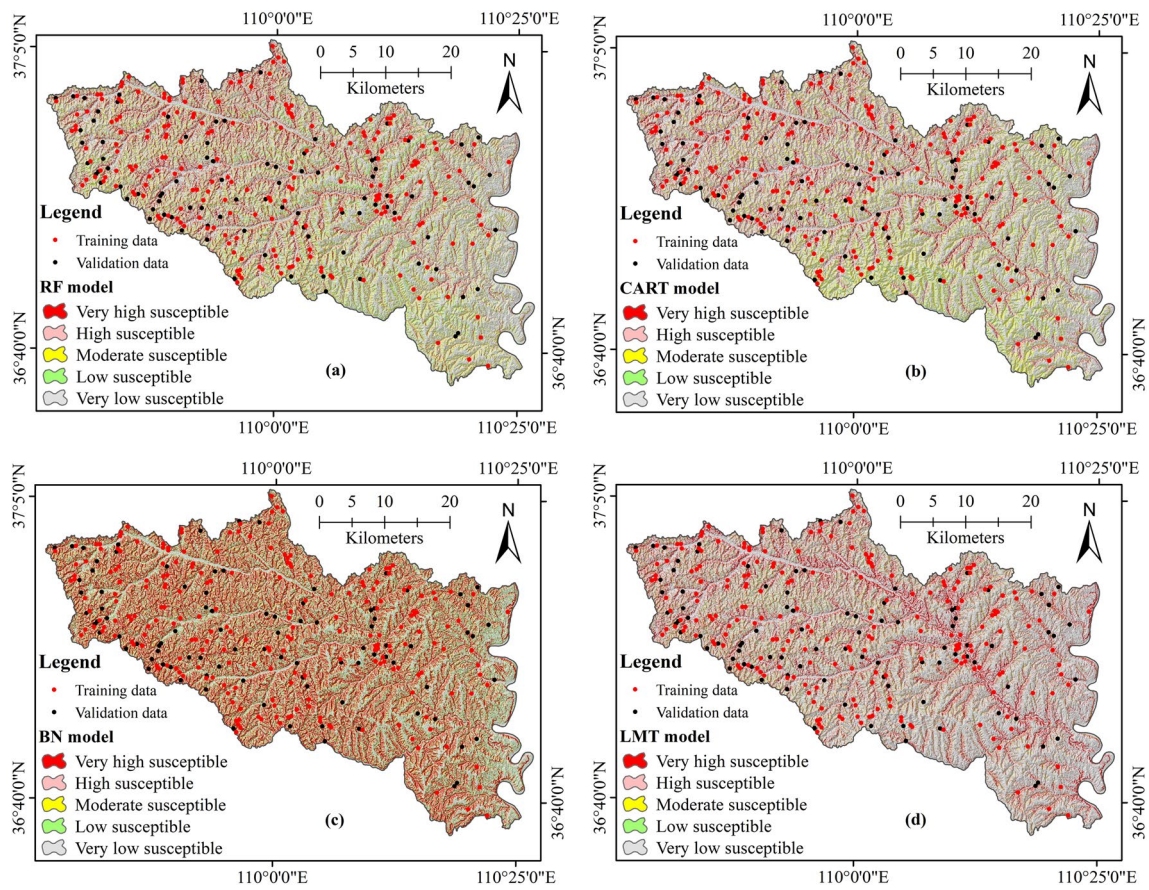 110°0'0"E 110°25'0"E
37°5'0"N
0 5 10 20
Kilometers
N
Legend
Training data
Validation data
RF model
Very high susceptible
High susceptible
Moderate susceptible
Low susceptible
Very low susceptible
(a)
36°40'0"N
36°40'0"N
110°0'0"E 110°25'0"E
110°0'0"E 110°25'0"E
37°5'0"N
0 5 10 20
Kilometers
N
Legend
Training data
Validation data
CART model
Very high susceptible
High susceptible
Moderate susceptible
Low susceptible
Very low susceptible
(b)
36°40'0"N
36°40'0"N
110°0'0"E 110°25'0"E
110°0'0"E 110°25'0"E
37°5'0"N
0 5 10 20
Kilometers
N
Legend
Training data
Validation data
BN model
Very high susceptible
High susceptible
Moderate susceptible
Low susceptible
Very low susceptible
(c)
36°40'0"N
36°40'0"N
110°0'0"E 110°25'0"E
110°0'0"E 110°25'0"E
37°5'0"N
0 5 10 20
Kilometers
N
Legend
Training data
Validation data
LMT model
Very high susceptible
High susceptible
Moderate susceptible
Low susceptible
Very low susceptible
(d)
36°40'0"N
36°40'0"N
110°0'0"E 110°25'0"E